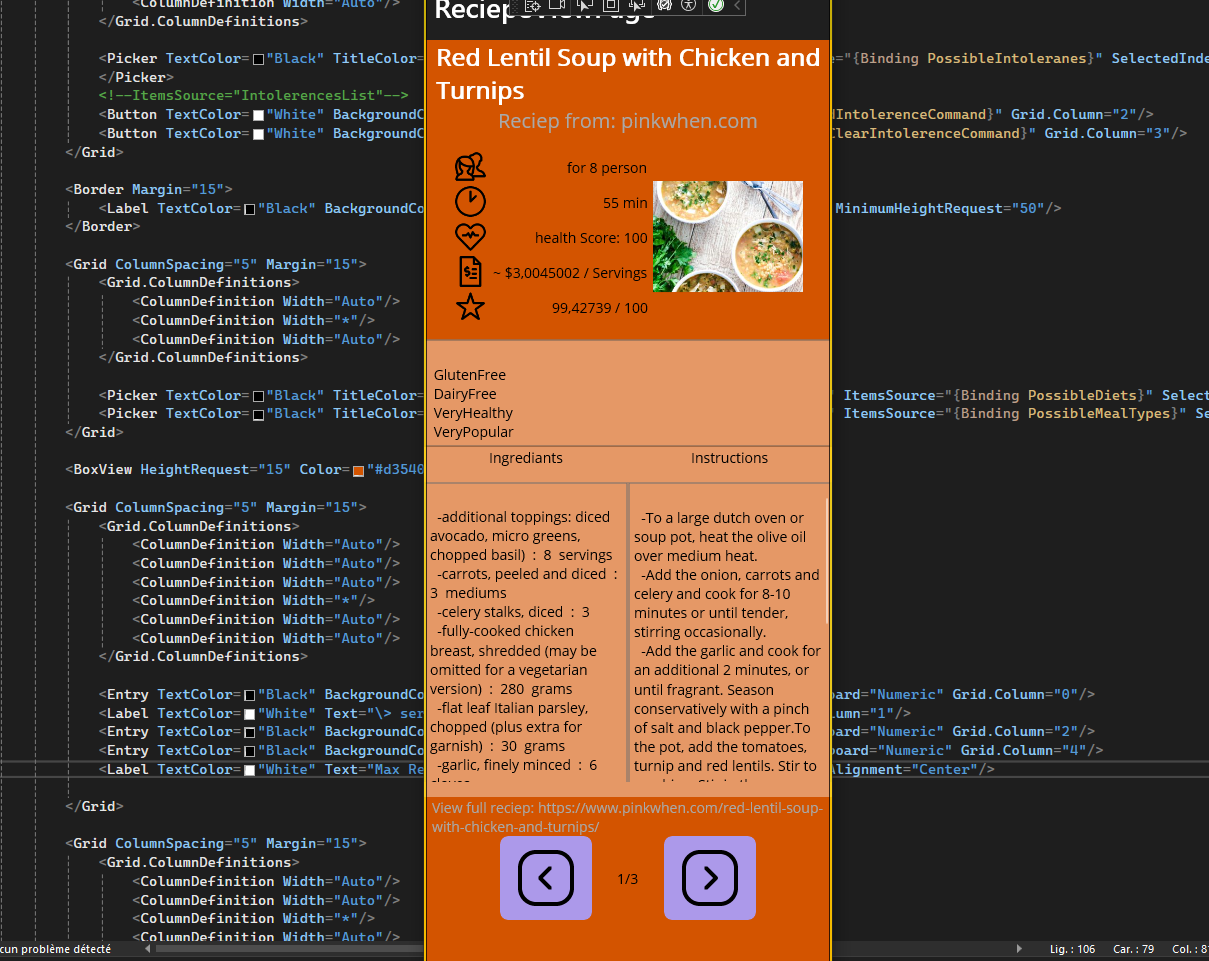 <ColumnDefinition Width="Auto"/>
</Grid.ColumnDefinitions>
<Picker TextColor="Black" TitleColor=
</Picker>
<!--ItemsSource="IntolerencesList"-->
<Button TextColor="White" BackgroundC
<Button TextColor="White" BackgroundC
</Grid>
<Border Margin="15">
<Label TextColor="Black" BackgroundCo
</Border>
<Grid ColumnSpacing="5" Margin="15">
<Grid.ColumnDefinitions>
<ColumnDefinition Width="Auto"/>
<ColumnDefinition Width="*"/>
<ColumnDefinition Width="Auto"/>
</Grid.ColumnDefinitions>
<Picker TextColor="Black" TitleColor=
<Picker TextColor="Black" TitleColor=
</Grid>
<BoxView HeightRequest="15" Color="#d3540
<Grid ColumnSpacing="5" Margin="15">
<Grid.ColumnDefinitions>
<ColumnDefinition Width="Auto"/>
<ColumnDefinition Width="Auto"/>
<ColumnDefinition Width="Auto"/>
<ColumnDefinition Width="*"/>
<ColumnDefinition Width="Auto"/>
<ColumnDefinition Width="Auto"/>
</Grid.ColumnDefinitions>
<Entry TextColor="Black" BackgroundCo
<Label TextColor="White" Text="\> ser
<Entry TextColor="Black" BackgroundCo
<Entry TextColor="Black" BackgroundCo
<Label TextColor="White" Text="Max Re
</Grid>
<Grid ColumnSpacing="5" Margin="15">
<Grid.ColumnDefinitions>
<ColumnDefinition Width="Auto"/>
<ColumnDefinition Width="Auto"/>
<ColumnDefinition Width="*"/>
<ColumnDefinition Width="Auto"/>
cun problème détecté
ReciepeViewPage
Red Lentil Soup with Chicken and
Turnips
Reciep from: pinkwhen.com
for 8 person
55 min
health Score: 100
~ $3,0045002 / Servings
99,42739 / 100
GlutenFree
DairyFree
VeryHealthy
VeryPopular
Ingrediants
-additional toppings: diced
avocado, micro greens,
chopped basil) : 8 servings
-carrots, peeled and diced :
3 mediums
-celery stalks, diced : 3
-fully-cooked chicken
breast, shredded (may be
omitted for a vegetarian
version) : 280 grams
-flat leaf Italian parsley,
chopped (plus extra for
garnish) : 30 grams
-garlic, finely minced : 6
Instructions
-To a large dutch oven or
soup pot, heat the olive oil
over medium heat.
-Add the onion, carrots and
celery and cook for 8-10
minutes or until tender,
stirring occasionally.
-Add the garlic and cook for
an additional 2 minutes, or
until fragrant. Season
conservatively with a pinch
of salt and black pepper.To
the pot, add the tomatoes,
turnip and red lentils. Stir to
View full reciep: https://www.pinkwhen.com/red-lentil-soup-
with-chicken-and-turnips/
1/3
="{Binding PossibleIntoleranes}" SelectedInde
IntolerenceCommand}" Grid.Column="2"/>
ClearIntolerenceCommand}" Grid.Column="3"/>
MinimumHeightRequest="50"/>
" ItemsSource="{Binding PossibleDiets}" Select
" ItemsSource="{Binding PossibleMealTypes}" Se
oard="Numeric" Grid.Column="0"/>
umn="1"/>
oard="Numeric" Grid.Column="2"/>
board="Numeric" Grid.Column="4"/>
Alignment="Center"/>
Lig. : 106 Car. : 79 Col. : 8